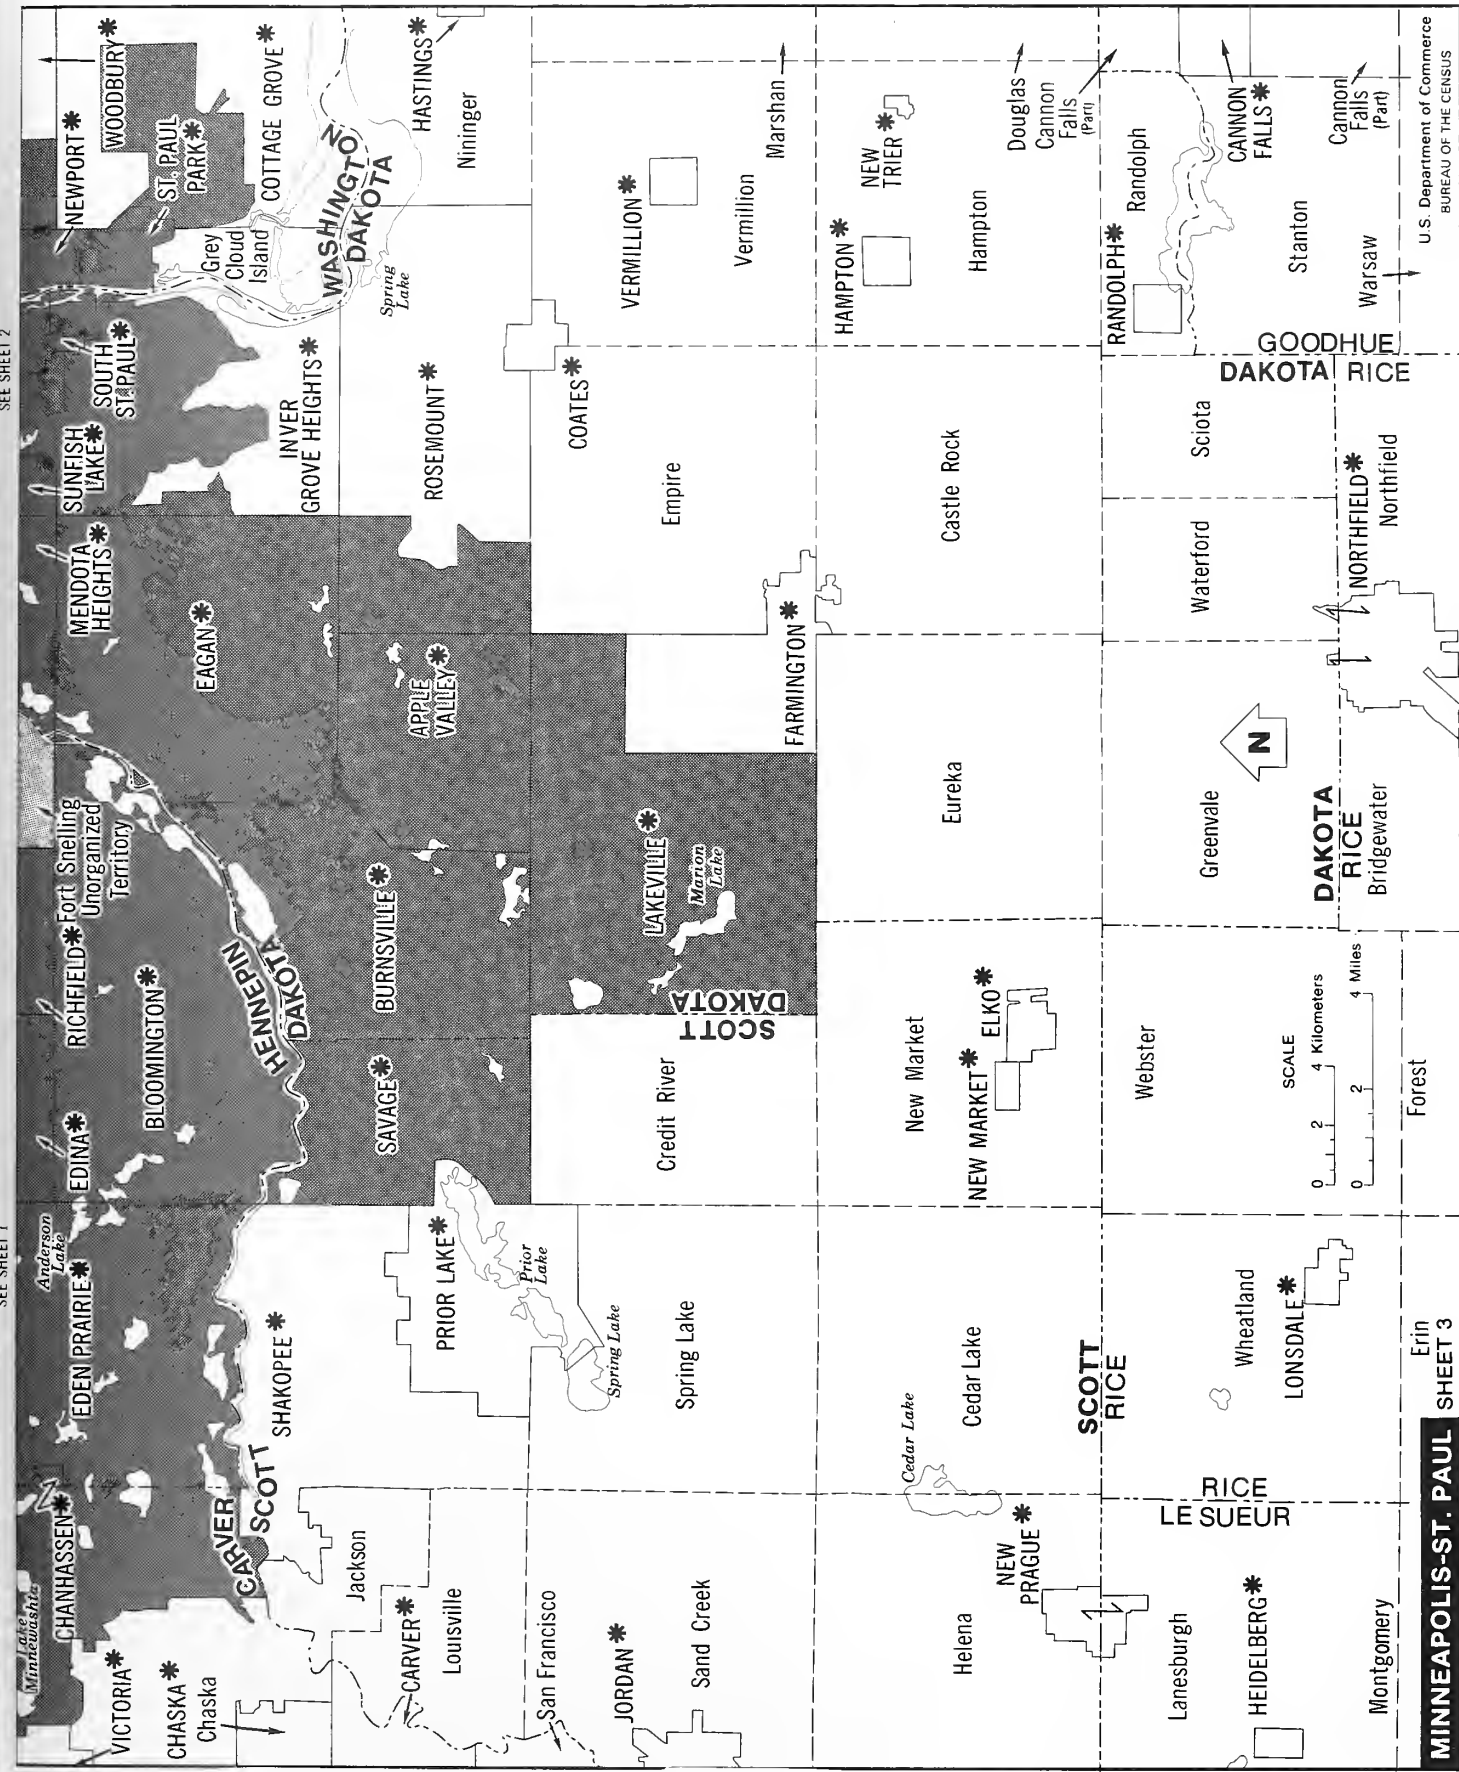 SEE SHEET 1
SEE SHEET 2
Lake
Minnewashta
CHANHASSEN*
VICTORIA*
CHASKA*
Chaska
EDEN PRAIRIE*
Anderson
Lake
EDINA*
BLOOMINGTON*
RICHFIELD*
Fort Snelling
Unorganized
Territory
MENDOTA
HEIGHTS*
SUNFISH
LAKE*
SOUTH
ST. PAUL*
NEWPORT*
WOODBURY*
ST. PAUL
PARK*
COTTAGE GROVE*
Grey
Cloud
Island
WASHINGTON
DAKOTA
HASTINGS*
Nininger
Spring
Lake
CARVER
SCOTT
HENNEPIN
DAKOTA
EAGAN*
INVER
GROVE HEIGHTS*
SHAKOPEE*
Jackson
CARVER*
Louisville
PRIOR LAKE*
Prior
Lake
SAVAGE*
BURNSVILLE*
APPLE
VALLEY*
ROSEMOUNT*
San Francisco
JORDAN*
Sand Creek
Spring Lake
Spring Lake
Credit River
SCOTT
DAKOTA
LAKEVILLE*
Marion
Lake
FARMINGTON*
Empire
COATES*
VERMILLION*
Vermillion
Marshan
Helena
NEW
PRAGUE*
Cedar Lake
Cedar Lake
New Market
NEW MARKET*
ELKO*
Eureka
Castle Rock
HAMPTON*
Hampton
NEW
TRIER*
Douglas
Cannon
Falls
(Part)
SCOTT
RICE
Lanesburgh
HEIDELBERG*
Montgomery
RICE
LE SUEUR
Wheatland
LONSDALE*
Erin
Webster
Forest
SCALE
0 2 4 Kilometers
0 2 4 Miles
Greenvale
N
DAKOTA
RICE
Bridgewater
Waterford
Sciota
NORTHFIELD*
Northfield
GOODHUE
DAKOTA RICE
RANDOLPH*
Randolph
CANNON
FALLS*
Stanton
Warsaw
Cannon
Falls
(Part)
U.S. Department of Commerce
BUREAU OF THE CENSUS
MINNEAPOLIS-ST. PAUL SHEET 3